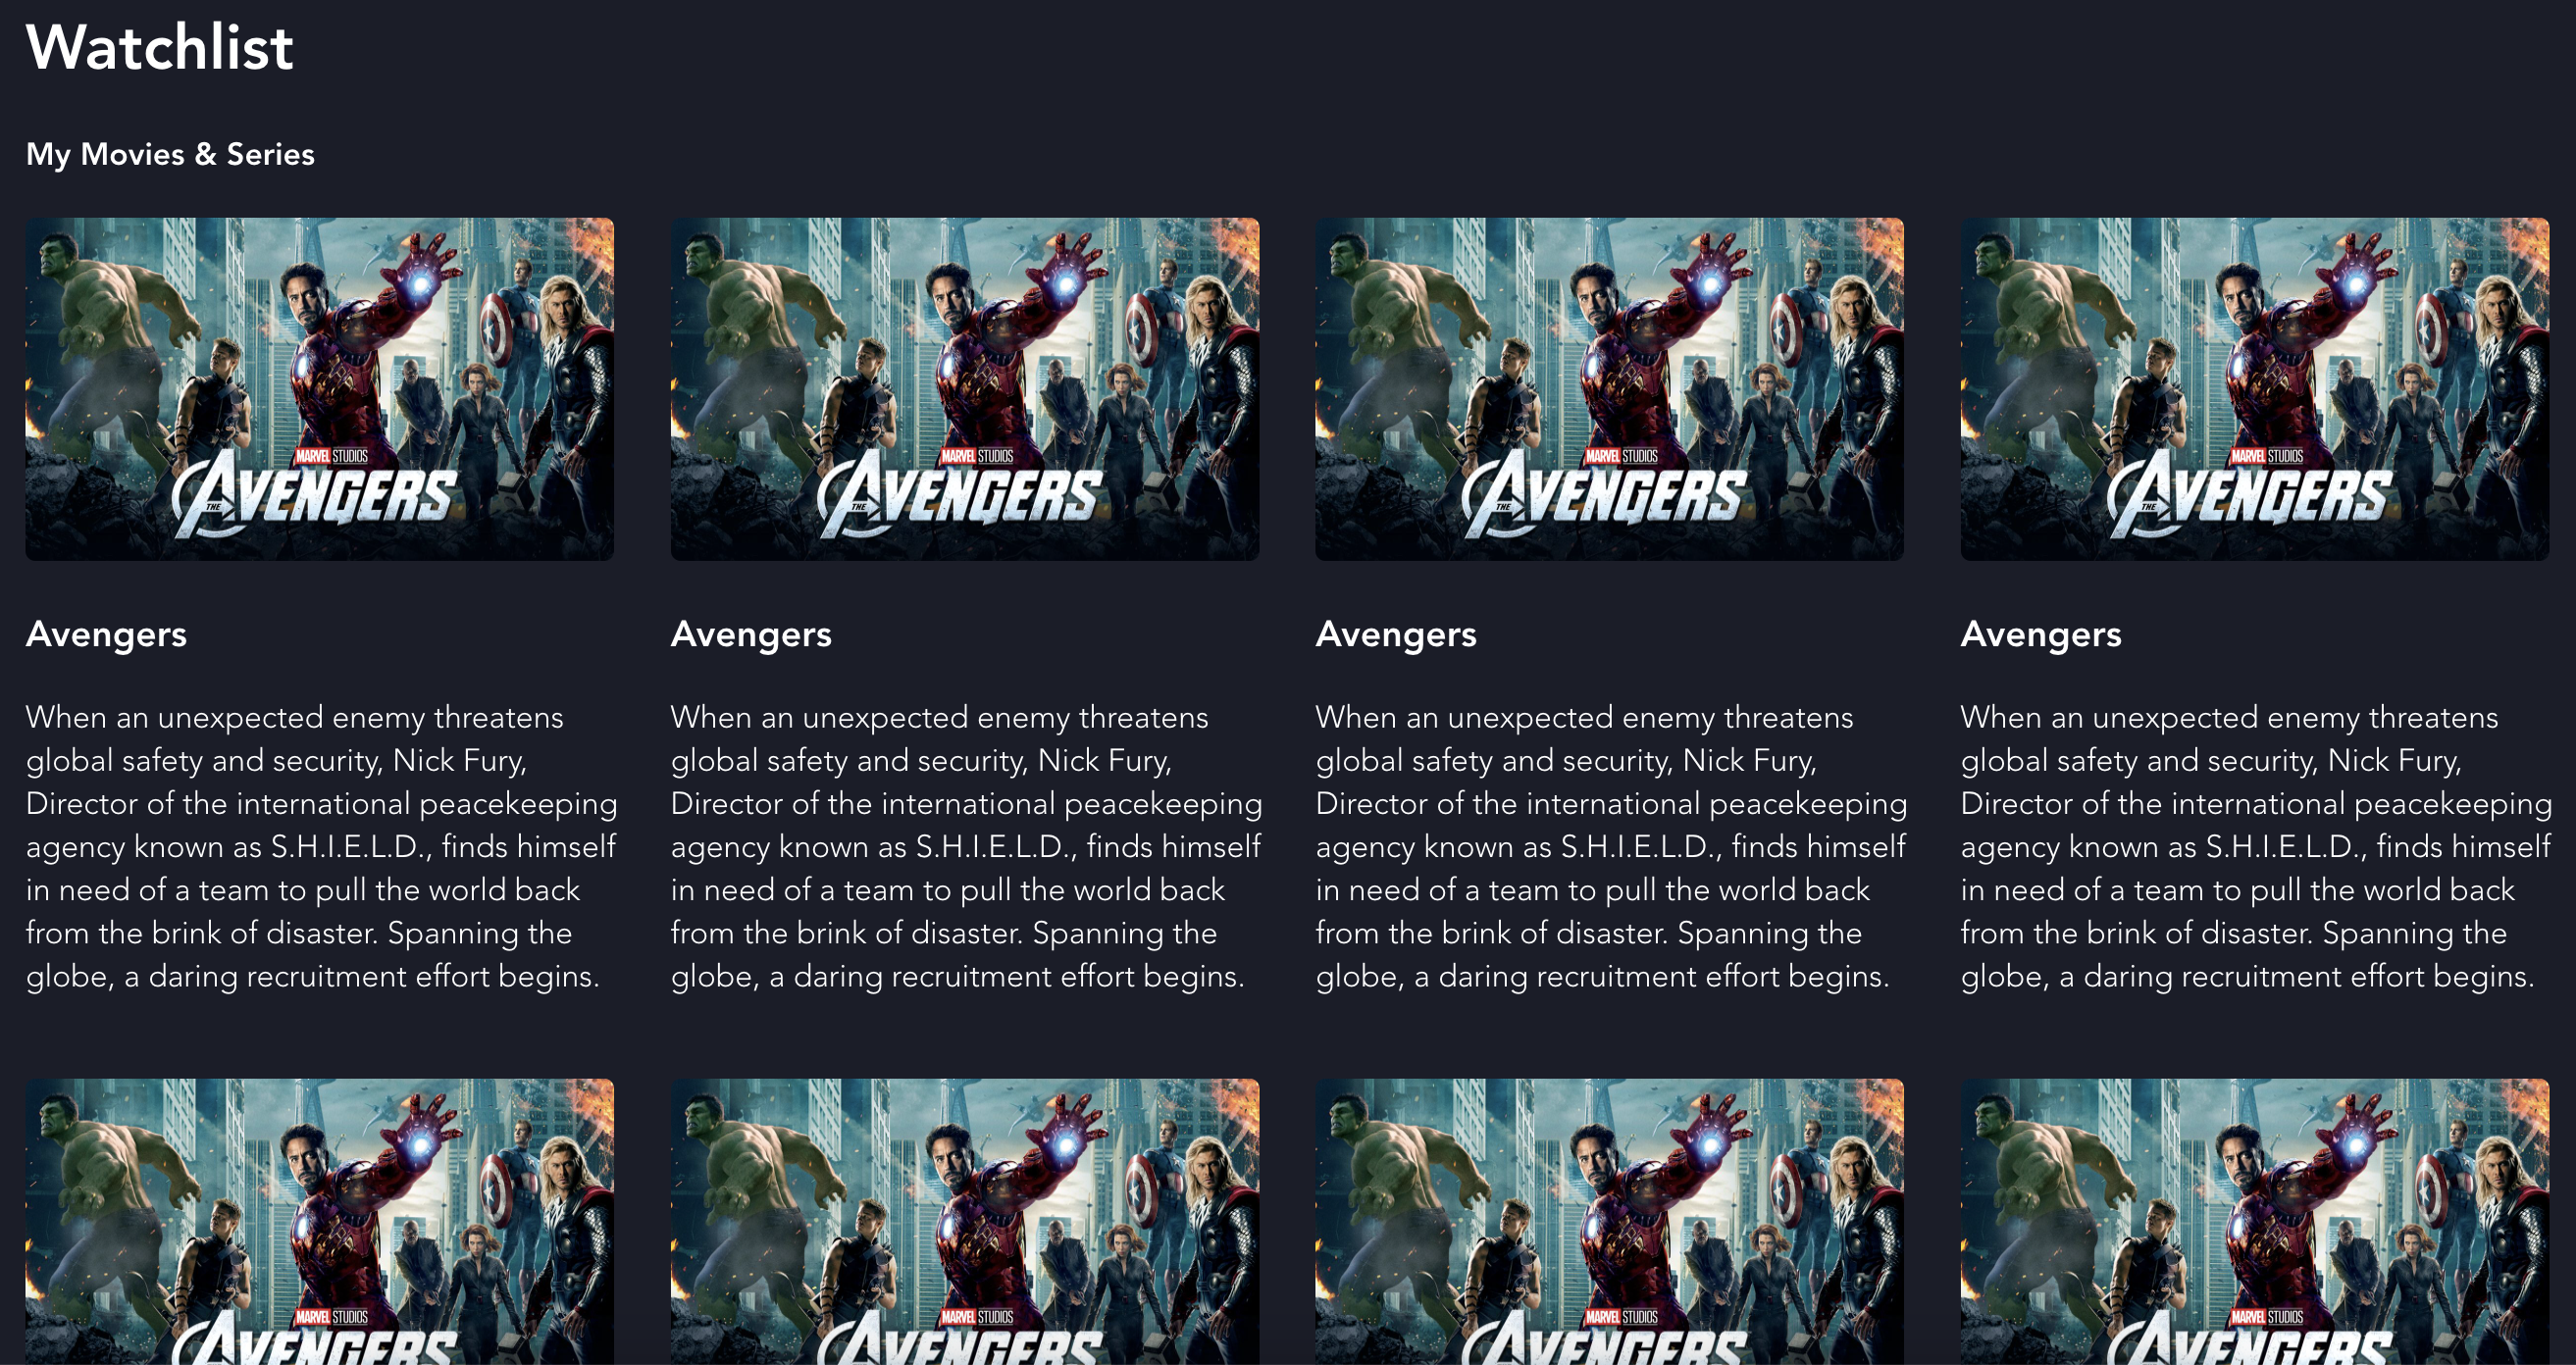 Watchlist
My Movies & Series
MARVEL STUDIOS
THE AVENGERS
MARVEL STUDIOS
THE AVENGERS
MARVEL STUDIOS
THE AVENGERS
MARVEL STUDIOS
THE AVENGERS
Avengers
When an unexpected enemy threatens
global safety and security, Nick Fury,
Director of the international peacekeeping
agency known as S.H.I.E.L.D., finds himself
in need of a team to pull the world back
from the brink of disaster. Spanning the
globe, a daring recruitment effort begins.
Avengers
When an unexpected enemy threatens
global safety and security, Nick Fury,
Director of the international peacekeeping
agency known as S.H.I.E.L.D., finds himself
in need of a team to pull the world back
from the brink of disaster. Spanning the
globe, a daring recruitment effort begins.
Avengers
When an unexpected enemy threatens
global safety and security, Nick Fury,
Director of the international peacekeeping
agency known as S.H.I.E.L.D., finds himself
in need of a team to pull the world back
from the brink of disaster. Spanning the
globe, a daring recruitment effort begins.
Avengers
When an unexpected enemy threatens
global safety and security, Nick Fury,
Director of the international peacekeeping
agency known as S.H.I.E.L.D., finds himself
in need of a team to pull the world back
from the brink of disaster. Spanning the
globe, a daring recruitment effort begins.
MARVEL STUDIOS
AVENGERS
MARVEL STUDIOS
AVENGERS
MARVEL STUDIOS
AVENGERS
MARVEL STUDIOS
AVENGERS